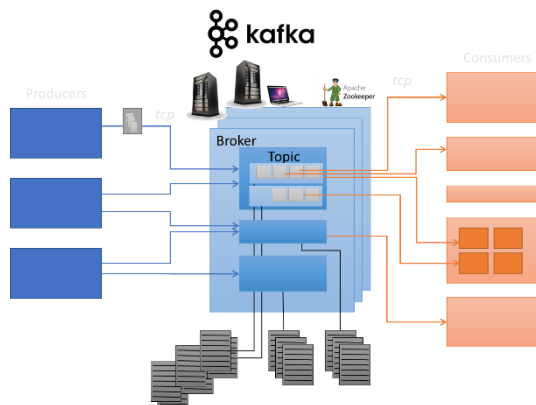 kafka
Apache
Zookeeper
Producers
tcp
tcp
Consumers
Broker
Topic